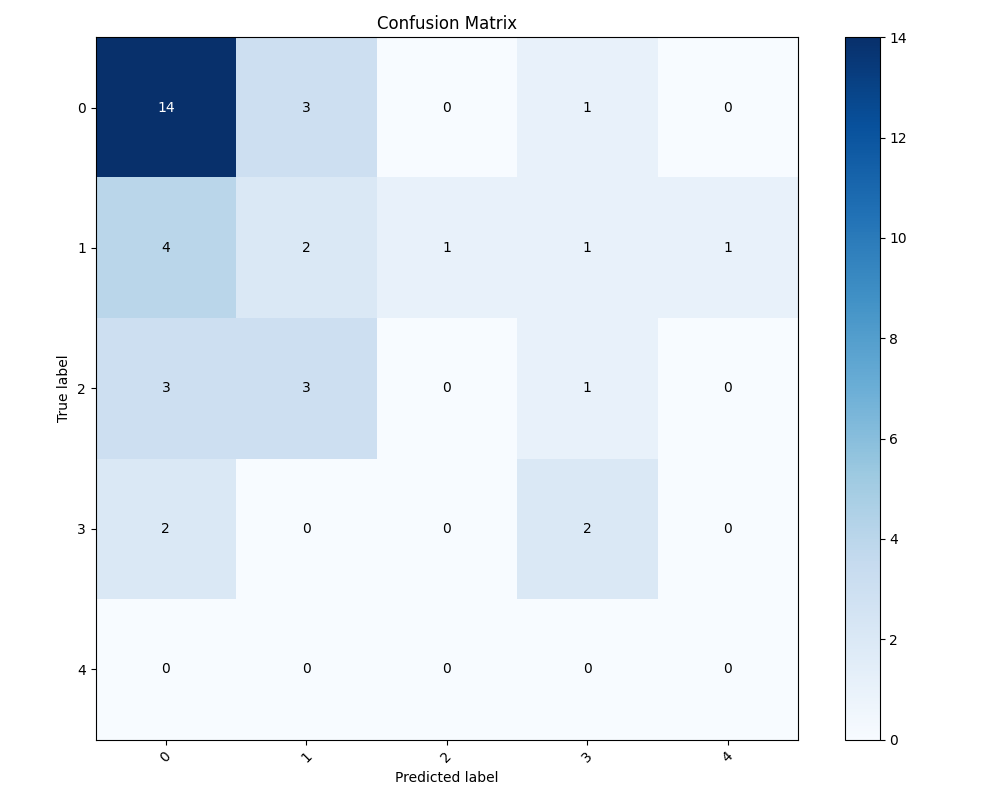 Confusion Matrix
True label
0 14 3 0 1 0
1 4 2 1 1 1
2 3 3 0 1 0
3 2 0 0 2 0
4 0 0 0 0 0
0 1 2 3 4
Predicted label
14
12
10
8
6
4
2
0